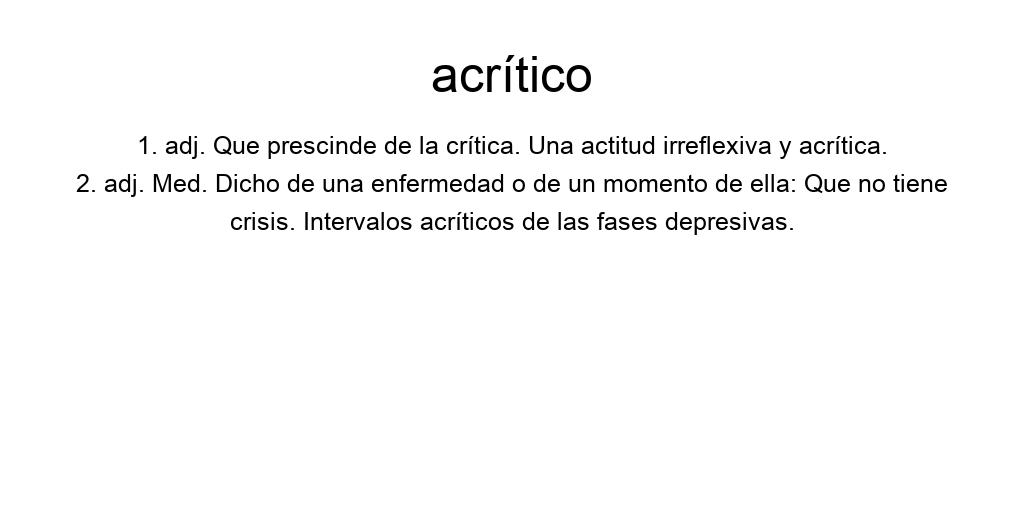 acrítico
1. adj. Que prescinde de la crítica. Una actitud irreflexiva y acrítica.
2. adj. Med. Dicho de una enfermedad o de un momento de ella: Que no tiene
crisis. Intervalos acríticos de las fases depresivas.